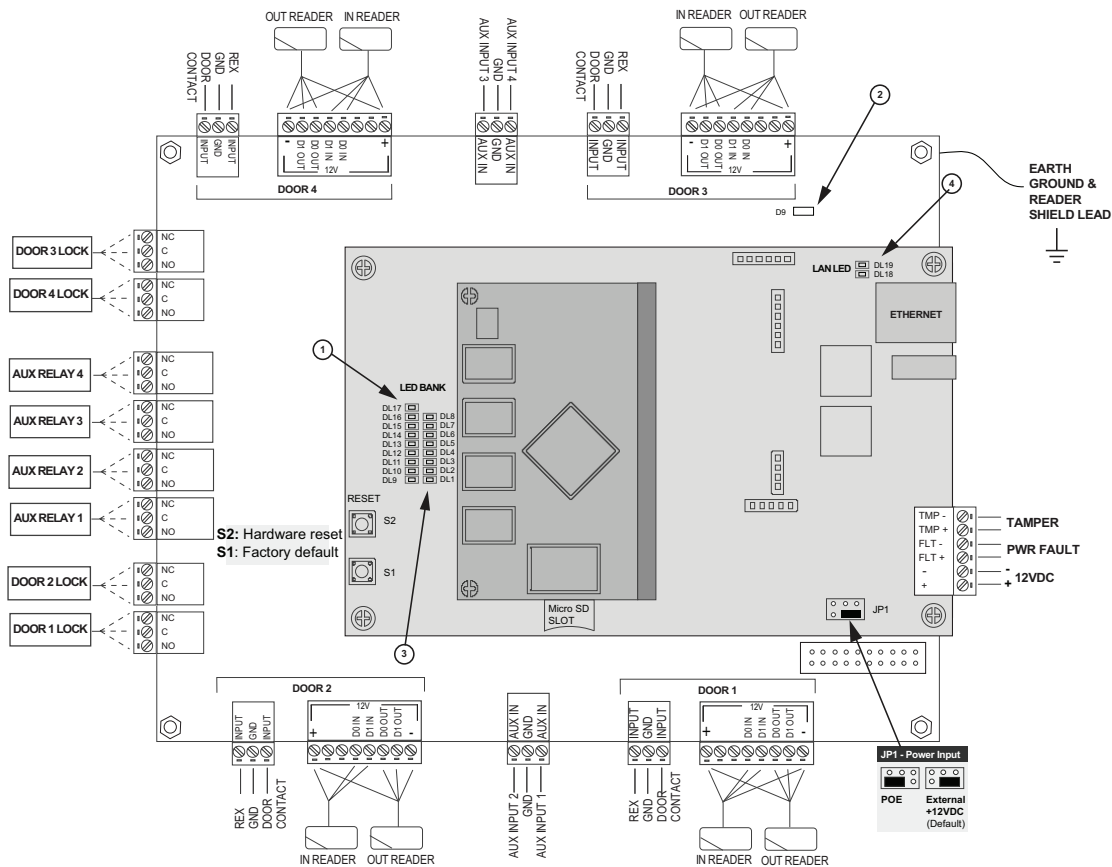 OUT READER
IN READER
DOOR CONTACT
GND
REX
AUX INPUT 3
GND
AUX INPUT 4
DOOR CONTACT
GND
REX
IN READER
OUT READER
INPUT
GND
INPUT
-
D1 OUT
D0 OUT
D1 IN
D0 IN
+
12V
DOOR 4
AUX IN
GND
AUX IN
INPUT
GND
INPUT
-
D1 OUT
D0 OUT
D1 IN
D0 IN
+
12V
DOOR 3
2
D9
4
EARTH
GROUND &
READER
SHIELD LEAD
DOOR 3 LOCK
NC
C
NO
DOOR 4 LOCK
NC
C
NO
AUX RELAY 4
NC
C
NO
AUX RELAY 3
NC
C
NO
AUX RELAY 2
NC
C
NO
AUX RELAY 1
NC
C
NO
DOOR 2 LOCK
NC
C
NO
DOOR 1 LOCK
NC
C
NO
LAN LED
DL19
DL18
ETHERNET
1
LED BANK
DL17
DL16
DL8
DL15
DL7
DL14
DL6
DL13
DL5
DL12
DL4
DL11
DL3
DL10
DL2
DL9
DL1
RESET
S2
S2: Hardware reset
S1: Factory default
S1
3
Micro SD
SLOT
TMP -
TMP +
FLT -
FLT +
-
+
TAMPER
PWR FAULT
-
+ 12VDC
JP1
DOOR 2
INPUT
GND
INPUT
12V
+
D0 IN
D1 IN
D0 OUT
D1 OUT
-
REX
GND
DOOR CONTACT
IN READER
OUT READER
AUX IN
GND
AUX IN
AUX INPUT 2
GND
AUX INPUT 1
DOOR 1
INPUT
GND
INPUT
12V
+
D0 IN
D1 IN
D0 OUT
D1 OUT
-
REX
GND
DOOR CONTACT
IN READER
OUT READER
JP1 - Power Input
POE
External
+12VDC
(Default)